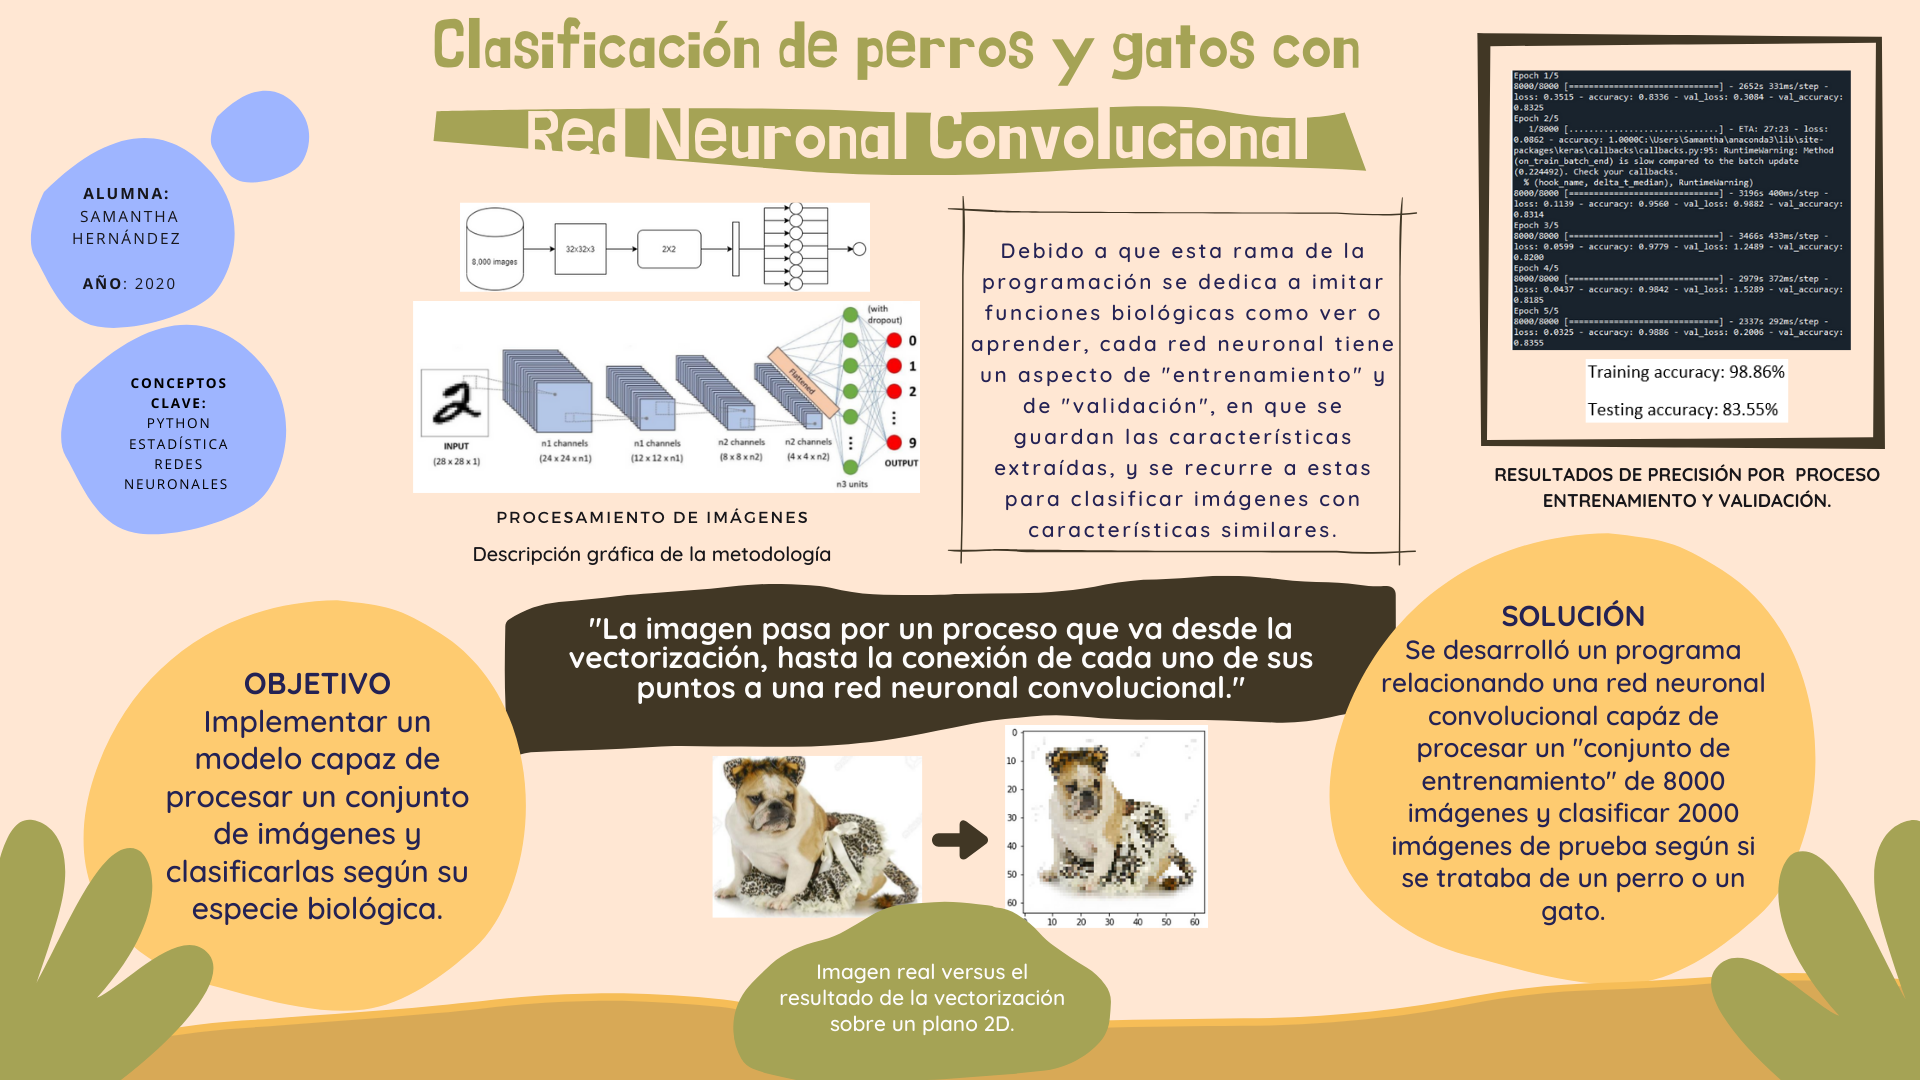 Clasificación de perros y gatos con
Red Neuronal Convolucional
ALUMNA:
SAMANTHA
HERNÁNDEZ
AÑO: 2020
CONCEPTOS
CLAVE:
PYTHON
ESTADÍSTICA
REDES
NEURONALES
8,000 images
32x32x3
2X2
(with
dropout)
0
1
2
9
OUTPUT
Flattened
INPUT
(28 x 28 x 1)
n1 channels
(24 x 24 x n1)
n1 channels
(12 x 12 x n1)
n2 channels
(8 x 8 x n2)
n2 channels
(4 x 4 x n2)
n3 units
PROCESAMIENTO DE IMÁGENES
Descripción gráfica de la metodología
Debido a que esta rama de la
programación se dedica a imitar
funciones biológicas como ver o
aprender, cada red neuronal tiene
un aspecto de "entrenamiento" y
de "validación", en que se
guardan las características
extraídas, y se recurre a estas
para clasificar imágenes con
características similares.
Epoch 1/5
8000/8000 [==============================] - 2652s 331ms/step -
loss: 0.3515 - accuracy: 0.8336 - val_loss: 0.3084 - val_accuracy:
0.8325
Epoch 2/5
1/8000 [..............................] - ETA: 27:23 - loss:
0.0862 - accuracy: 1.0000C:\Users\Samantha\anaconda3\lib\site-
packages\keras\callbacks\callbacks.py:95: RuntimeWarning: Method
(on_train_batch_end) is slow compared to the batch update
(0.224492). Check your callbacks.
% (hook_name, delta_t_median), RuntimeWarning)
8000/8000 [==============================] - 3196s 400ms/step -
loss: 0.1139 - accuracy: 0.9560 - val_loss: 0.9882 - val_accuracy:
0.8314
Epoch 3/5
8000/8000 [==============================] - 3466s 433ms/step -
loss: 0.0599 - accuracy: 0.9779 - val_loss: 1.2489 - val_accuracy:
0.8200
Epoch 4/5
8000/8000 [==============================] - 2979s 372ms/step -
loss: 0.0437 - accuracy: 0.9842 - val_loss: 1.5289 - val_accuracy:
0.8185
Epoch 5/5
8000/8000 [==============================] - 2337s 292ms/step -
loss: 0.0325 - accuracy: 0.9886 - val_loss: 0.2006 - val_accuracy:
0.8355
Training accuracy: 98.86%
Testing accuracy: 83.55%
RESULTADOS DE PRECISIÓN POR PROCESO
ENTRENAMIENTO Y VALIDACIÓN.
"La imagen pasa por un proceso que va desde la
vectorización, hasta la conexión de cada uno de sus
puntos a una red neuronal convolucional."
OBJETIVO
Implementar un
modelo capaz de
procesar un conjunto
de imágenes y
clasificarlas según su
especie biológica.
0
10
20
30
40
50
60
10 20 30 40 50 60
Imagen real versus el
resultado de la vectorización
sobre un plano 2D.
SOLUCIÓN
Se desarrolló un programa
relacionando una red neuronal
convolucional capáz de
procesar un "conjunto de
entrenamiento" de 8000
imágenes y clasificar 2000
imágenes de prueba según si
se trataba de un perro o un
gato.